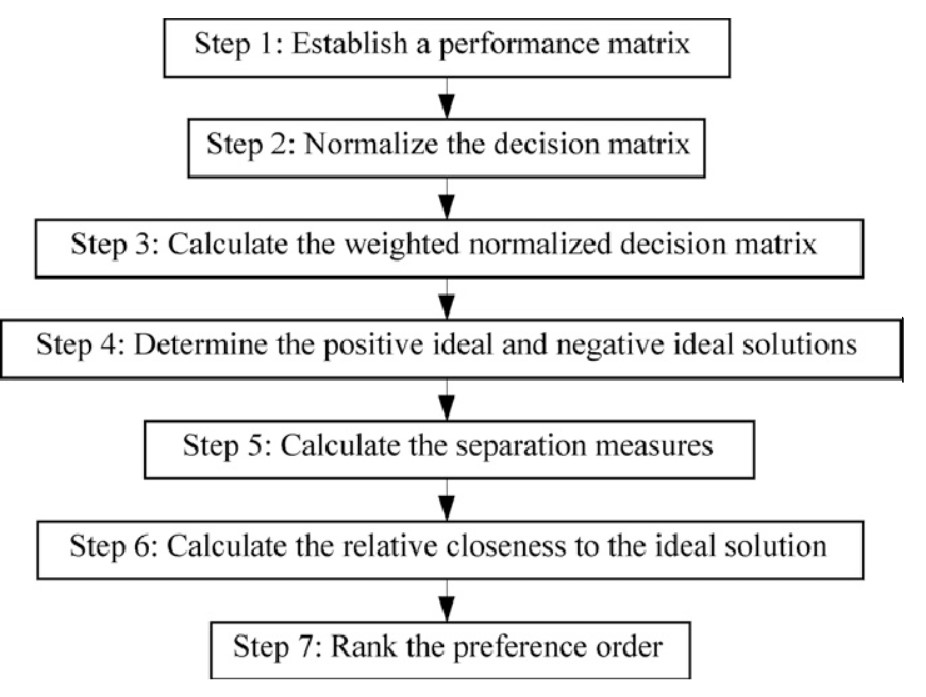 Step 1: Establish a performance matrix
Step 2: Normalize the decision matrix
Step 3: Calculate the weighted normalized decision matrix
Step 4: Determine the positive ideal and negative ideal solutions
Step 5: Calculate the separation measures
Step 6: Calculate the relative closeness to the ideal solution
Step 7: Rank the preference order